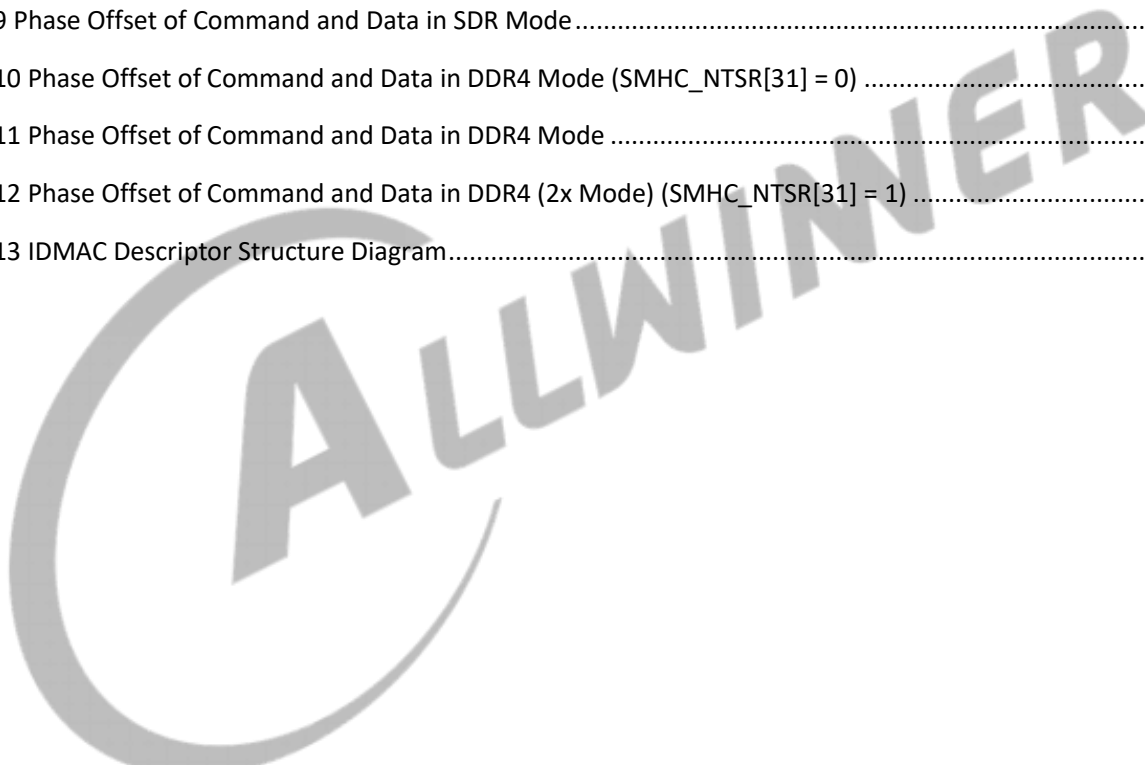 9 Phase Offset of Command and Data in SDR Mode........................................................................................................
10 Phase Offset of Command and Data in DDR4 Mode (SMHC_NTSR[31] = 0) ........................................
11 Phase Offset of Command and Data in DDR4 Mode ............................................................................
12 Phase Offset of Command and Data in DDR4 (2x Mode) (SMHC_NTSR[31] = 1) .................................
13 IDMAC Descriptor Structure Diagram...................................................................................................
ALLWINNER